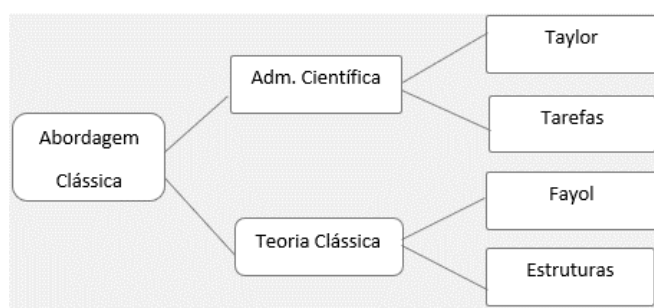 Abordagem
Clássica
Adm. Científica
Taylor
Tarefas
Teoria Clássica
Fayol
Estruturas